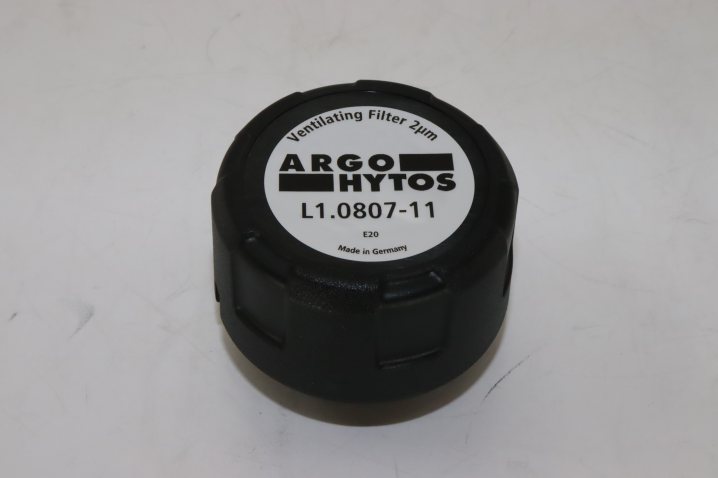 Ventilating Filter 2µm
ARGO
HYTOS
L1.0807-11
E20
Made in Germany